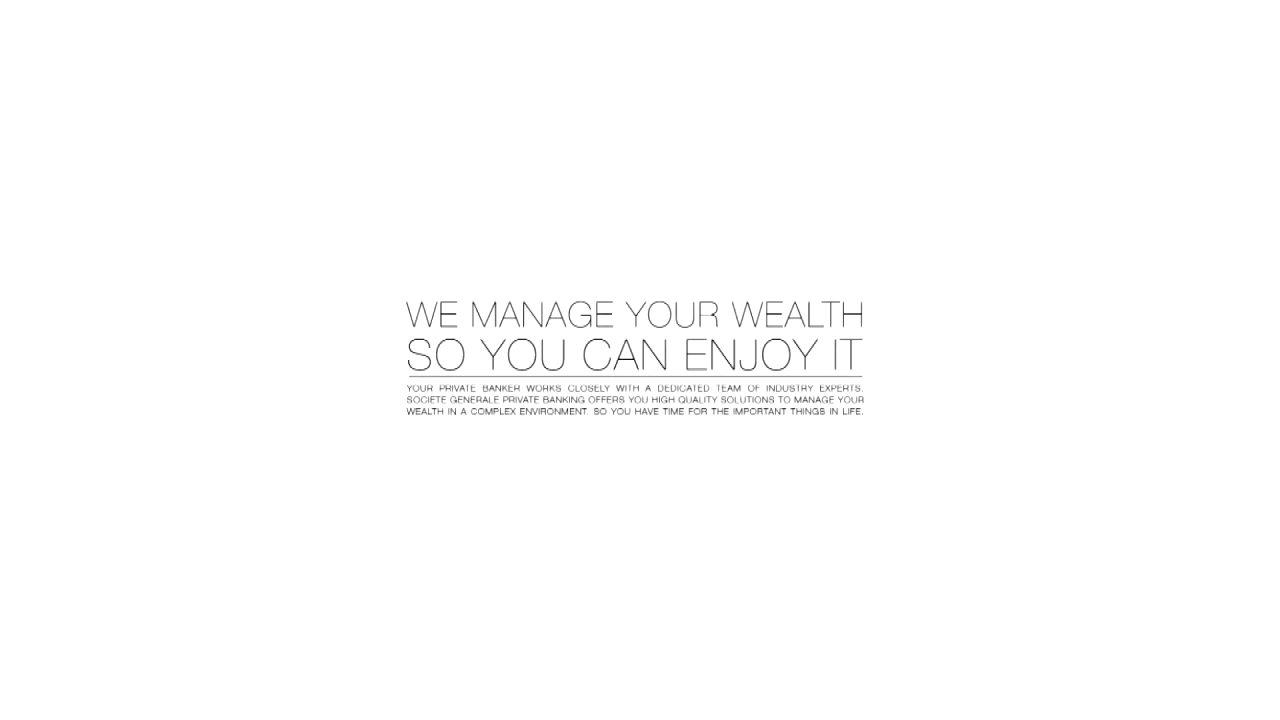 WE MANAGE YOUR WEALTH
SO YOU CAN ENJOY IT
YOUR PRIVATE BANKER WORKS CLOSELY WITH A DEDICATED TEAM OF INDUSTRY EXPERTS.
SOCIETE GENERALE PRIVATE BANKING OFFERS YOU HIGH QUALITY SOLUTIONS TO MANAGE YOUR
WEALTH IN A COMPLEX ENVIRONMENT. SO YOU HAVE TIME FOR THE IMPORTANT THINGS IN LIFE.